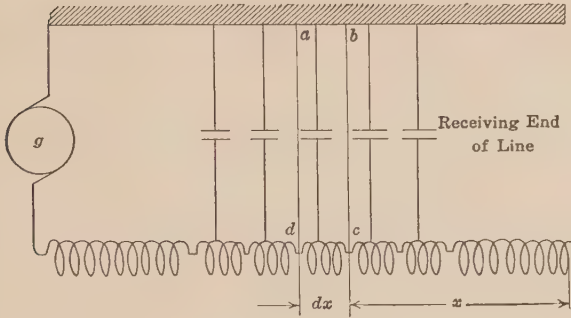 a b
g
Receiving End
of Line
d c
dx x